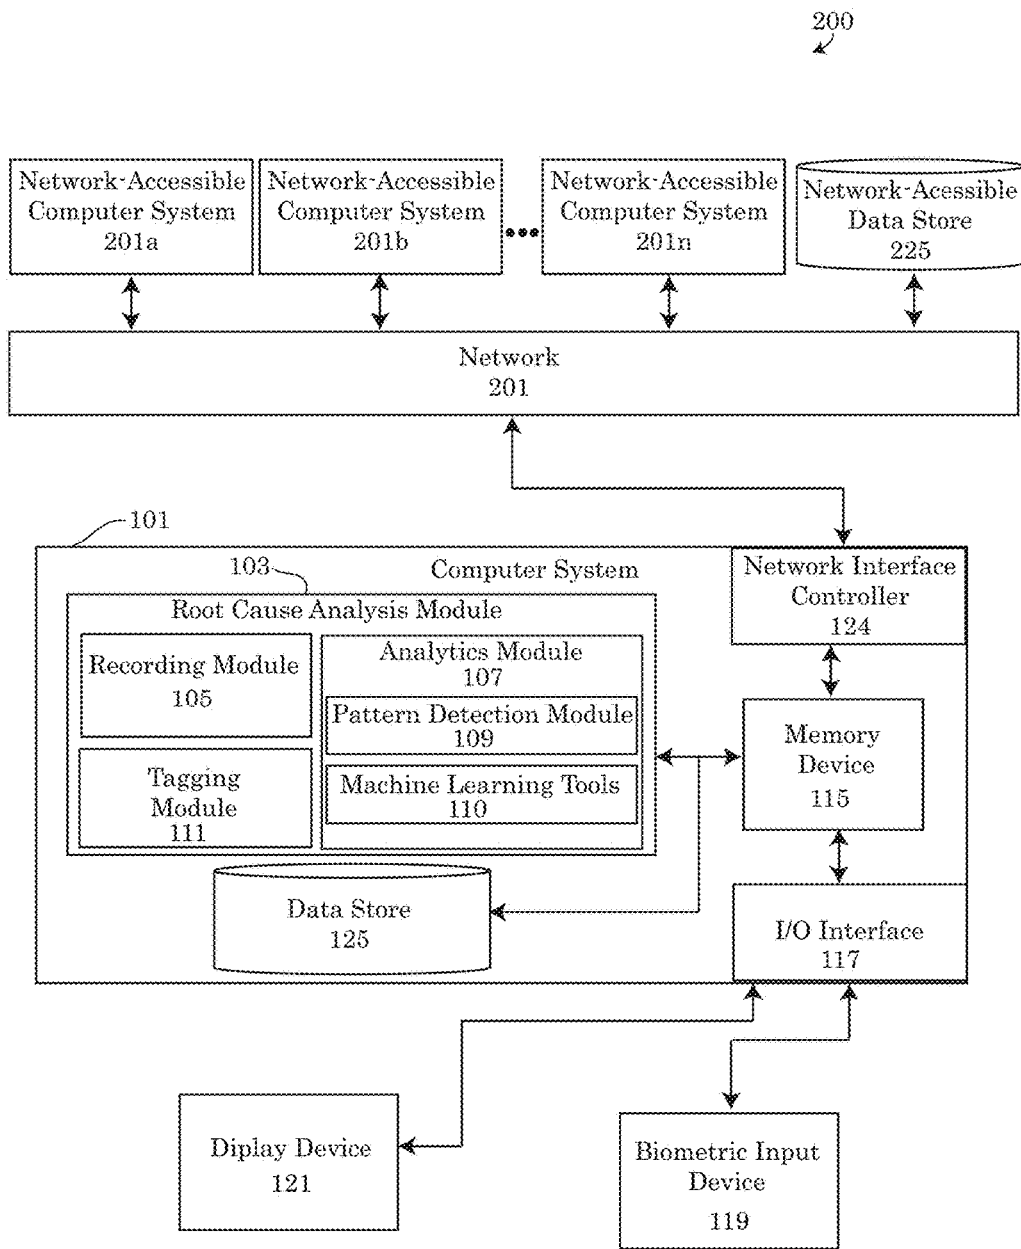 200
Network-Accessible
Computer System
201a
Network-Accessible
Computer System
201b
Network-Accessible
Computer System
201n
Network-Acessible
Data Store
225
Network
201
101
103
Computer System
Network Interface
Controller
124
Root Cause Analysis Module
Recording Module
105
Analytics Module
107
Pattern Detection Module
109
Tagging
Module
111
Machine Learning Tools
110
Memory
Device
115
Data Store
125
I/O Interface
117
Diplay Device
121
Biometric Input
Device
119